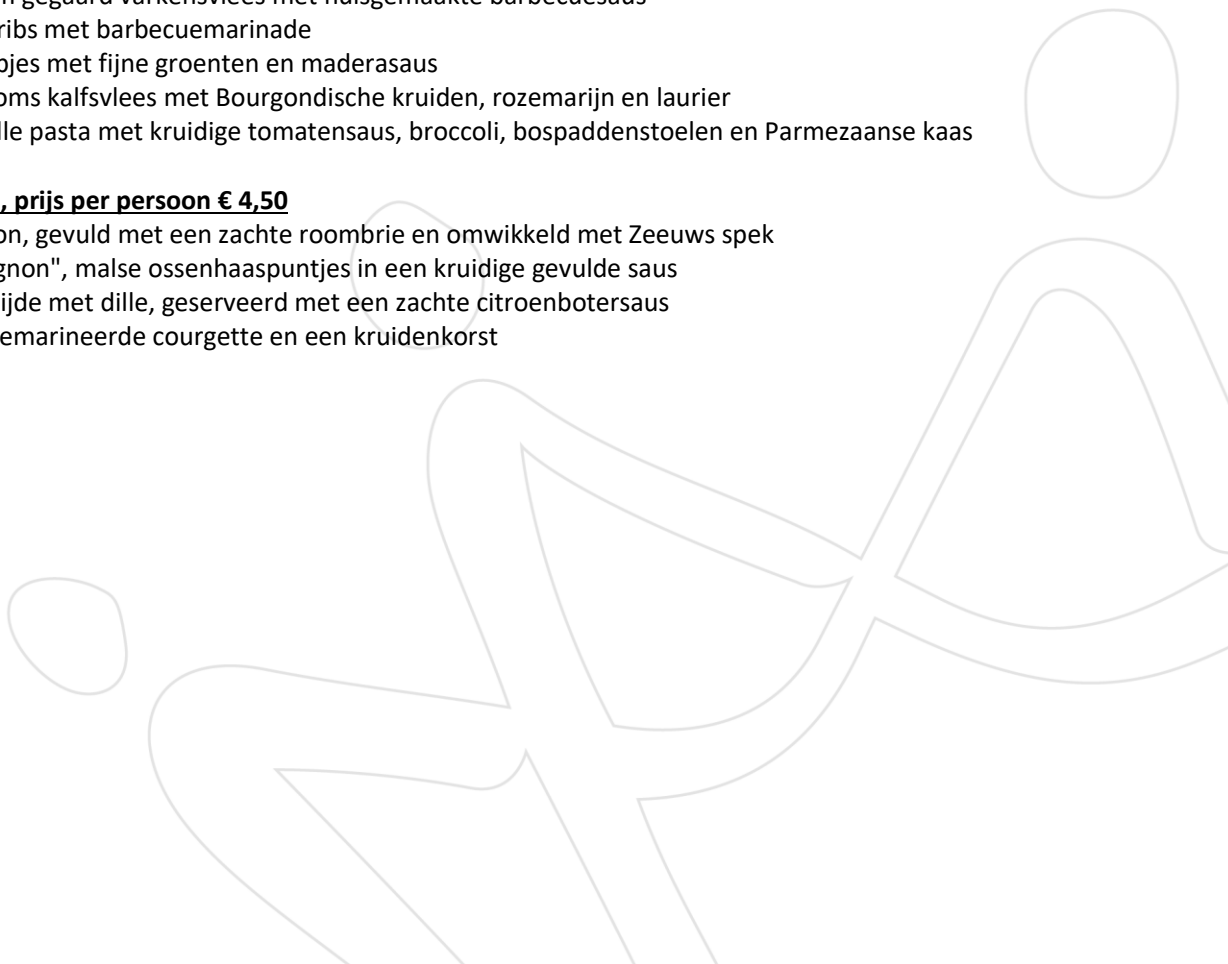 gegaard varkensvlees met huisgemaakte barbecuesaus
ribs met barbecuemarinade
pjes met fijne groenten en maderasaus
oms kalfsvlees met Bourgondische kruiden, rozemarijn en laurier
lle pasta met kruidige tomatensaus, broccoli, bospaddenstoelen en Parmezaanse kaas
, prijs per persoon € 4,50
on, gevuld met een zachte roombrie en omwikkeld met Zeeuws spek
gnon", malse ossenhaaspuntjes in een kruidige gevulde saus
ijde met dille, geserveerd met een zachte citroenbotersaus
emarineerde courgette en een kruidenkorst